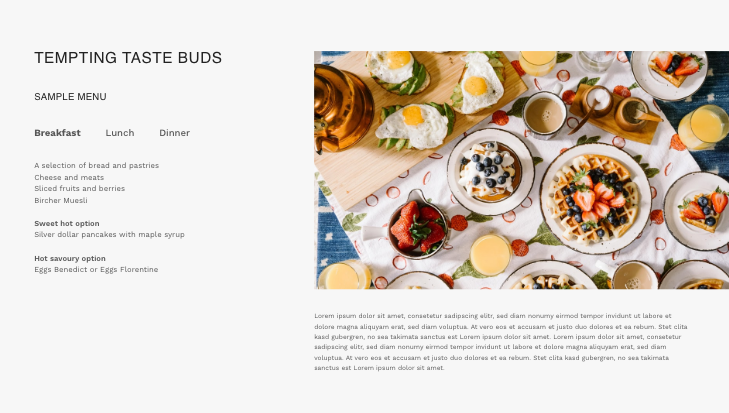 TEMPTING TASTE BUDS
SAMPLE MENU
Breakfast Lunch Dinner
A selection of bread and pastries
Cheese and meats
Sliced fruits and berries
Bircher Muesli
Sweet hot option
Silver dollar pancakes with maple syrup
Hot savoury option
Eggs Benedict or Eggs Florentine
Lorem ipsum dolor sit amet, consetetur sadipscing elitr, sed diam nonumy eirmod tempor invidunt ut labore et
dolore magna aliquyam erat, sed diam voluptua. At vero eos et accusam et justo duo dolores et ea rebum. Stet clita
kasd gubergren, no sea takimata sanctus est Lorem ipsum dolor sit amet. Lorem ipsum dolor sit amet, consetetur
sadipscing elitr, sed diam nonumy eirmod tempor invidunt ut labore et dolore magna aliquyam erat, sed diam
voluptua. At vero eos et accusam et justo duo dolores et ea rebum. Stet clita kasd gubergren, no sea takimata
sanctus est Lorem ipsum dolor sit amet.